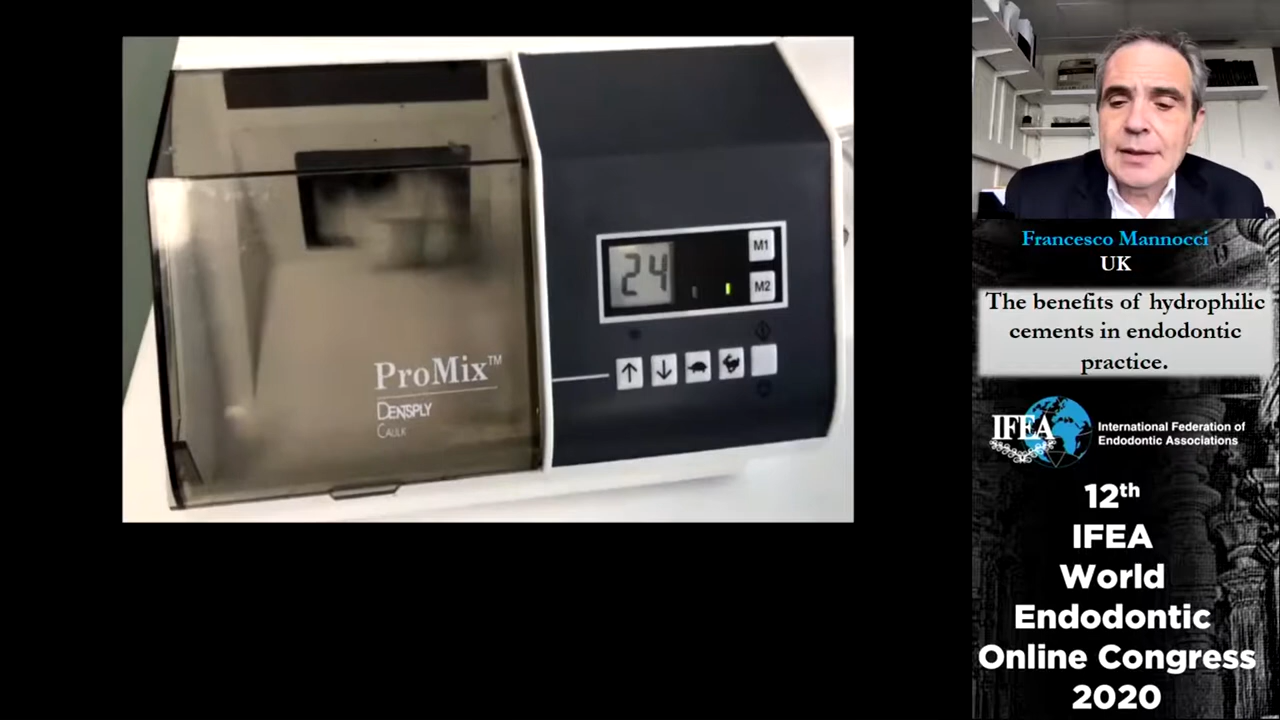 24
M1
M2
ProMix™
DENTSPLY
CAULK
Francesco Mannocci
UK
The benefits of hydrophilic
cements in endodontic
practice.
IFEA
International Federation of
Endodontic Associations
12th
IFEA
World
Endodontic
Online Congress
2020